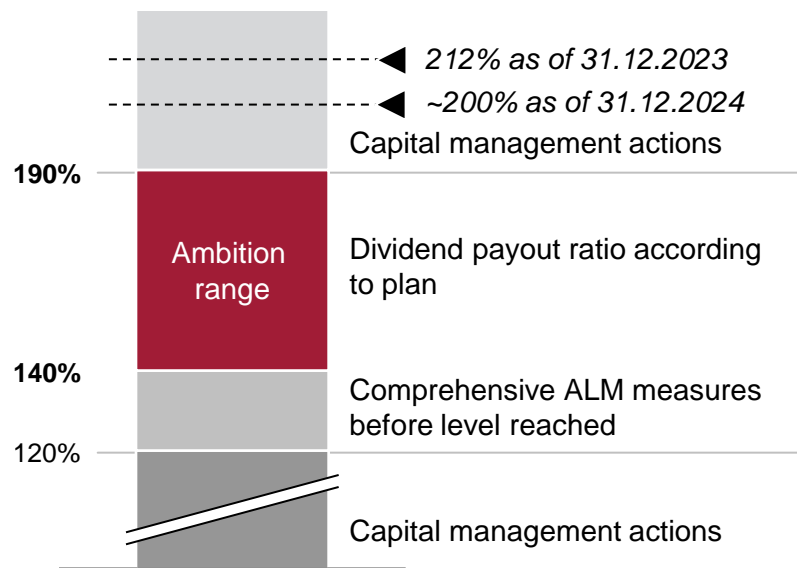 212% as of 31.12.2023
~200% as of 31.12.2024
Capital management actions
190%
Ambition
range
Dividend payout ratio according
to plan
140%
Comprehensive ALM measures
before level reached
120%
Capital management actions